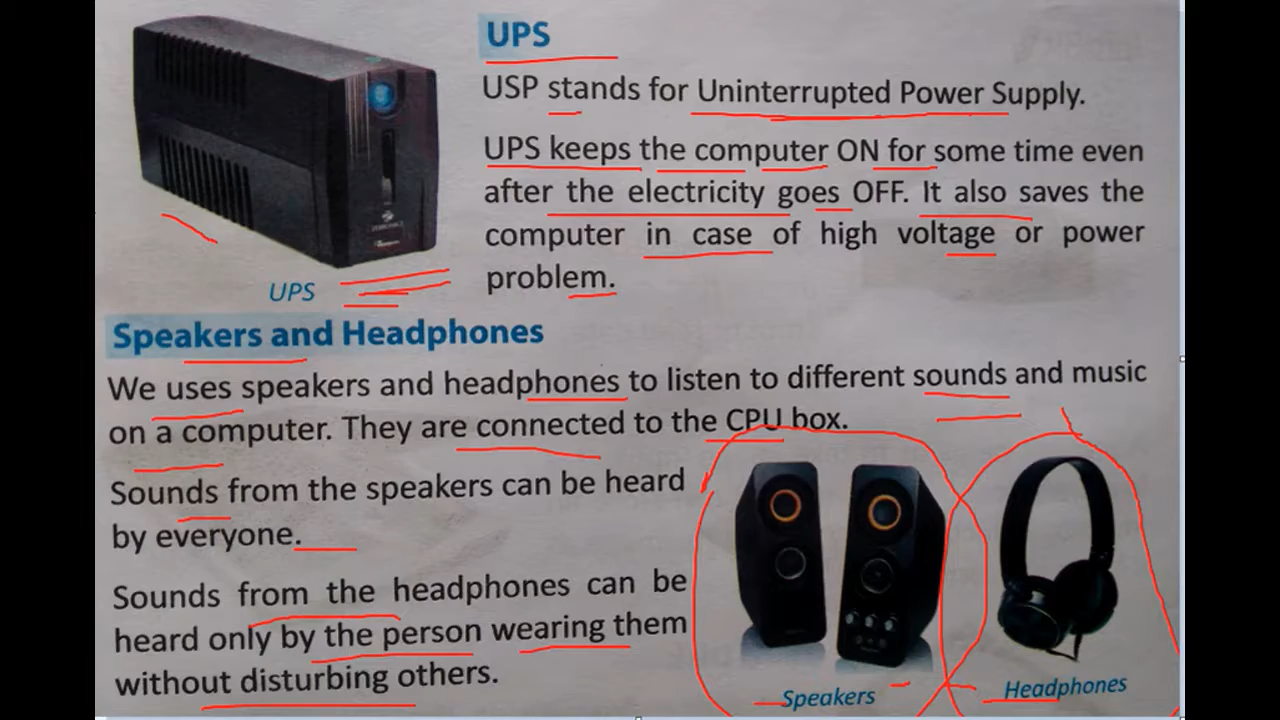 UPS
USP stands for Uninterrupted Power Supply.
UPS keeps the computer ON for some time even
after the electricity goes OFF. It also saves the
computer in case of high voltage or power
problem.
UPS
Speakers and Headphones
We uses speakers and headphones to listen to different sounds and music
on a computer. They are connected to the CPU box.
Sounds from the speakers can be heard
by everyone.
Sounds from the headphones can be
heard only by the person wearing them
without disturbing others.
Speakers
Headphones